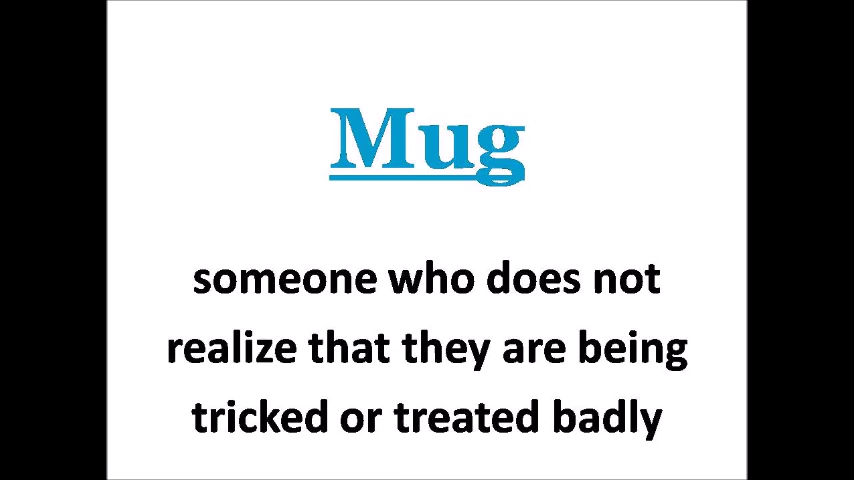 Mug
someone who does not
realize that they are being
tricked or treated badly